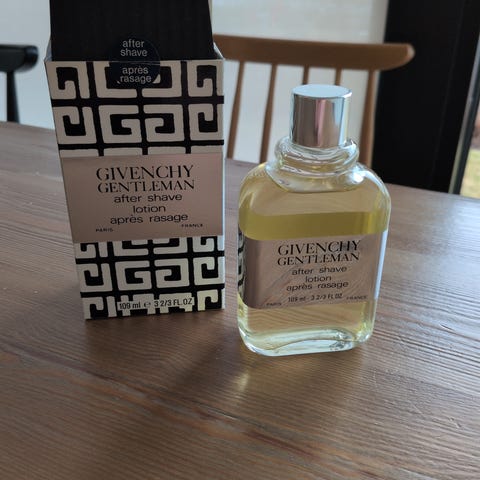 after
shave
après
rasage
GIVENCHY
GENTLEMAN
after shave
lotion
après rasage
PARIS FRANCE
109 ml e 3 2/3 FL.OZ
GIVENCHY
GENTLEMAN
after shave
lotion
après rasage
109 ml - 3 2/3 FL.OZ
PARIS FRANCE